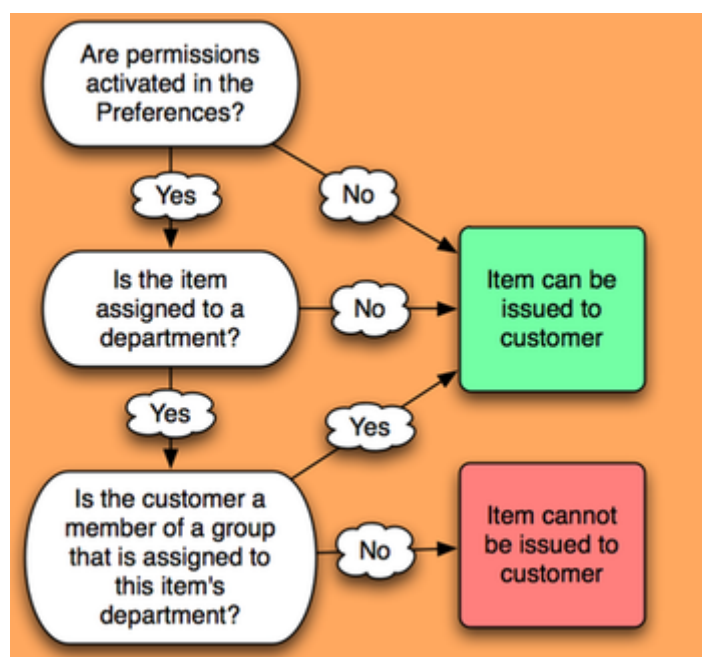 Are permissions
activated in the
Preferences?
Yes
No
Is the item
assigned to a
department?
No
Item can be
issued to
customer
Yes
Yes
Is the customer a
member of a group
that is assigned to
this item's
department?
No
Item cannot
be issued to
customer